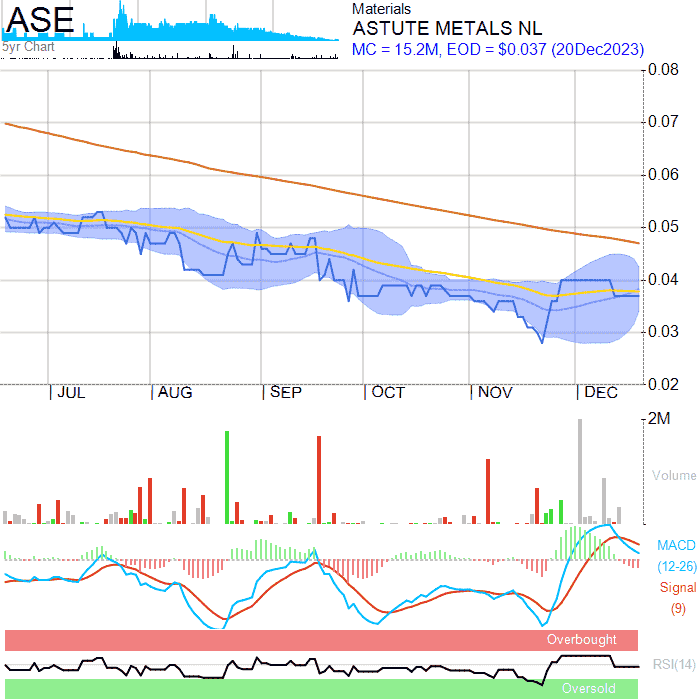 ASE
5yr Chart
Materials
ASTUTE METALS NL
MC = 15.2M, EOD = $0.037 (20Dec2023)
0.08
0.07
0.06
0.05
0.04
0.03
0.02
JUL AUG SEP OCT NOV DEC
2M
Volume
MACD
(12-26)
Signal
(9)
Overbought
RSI(14)
Oversold